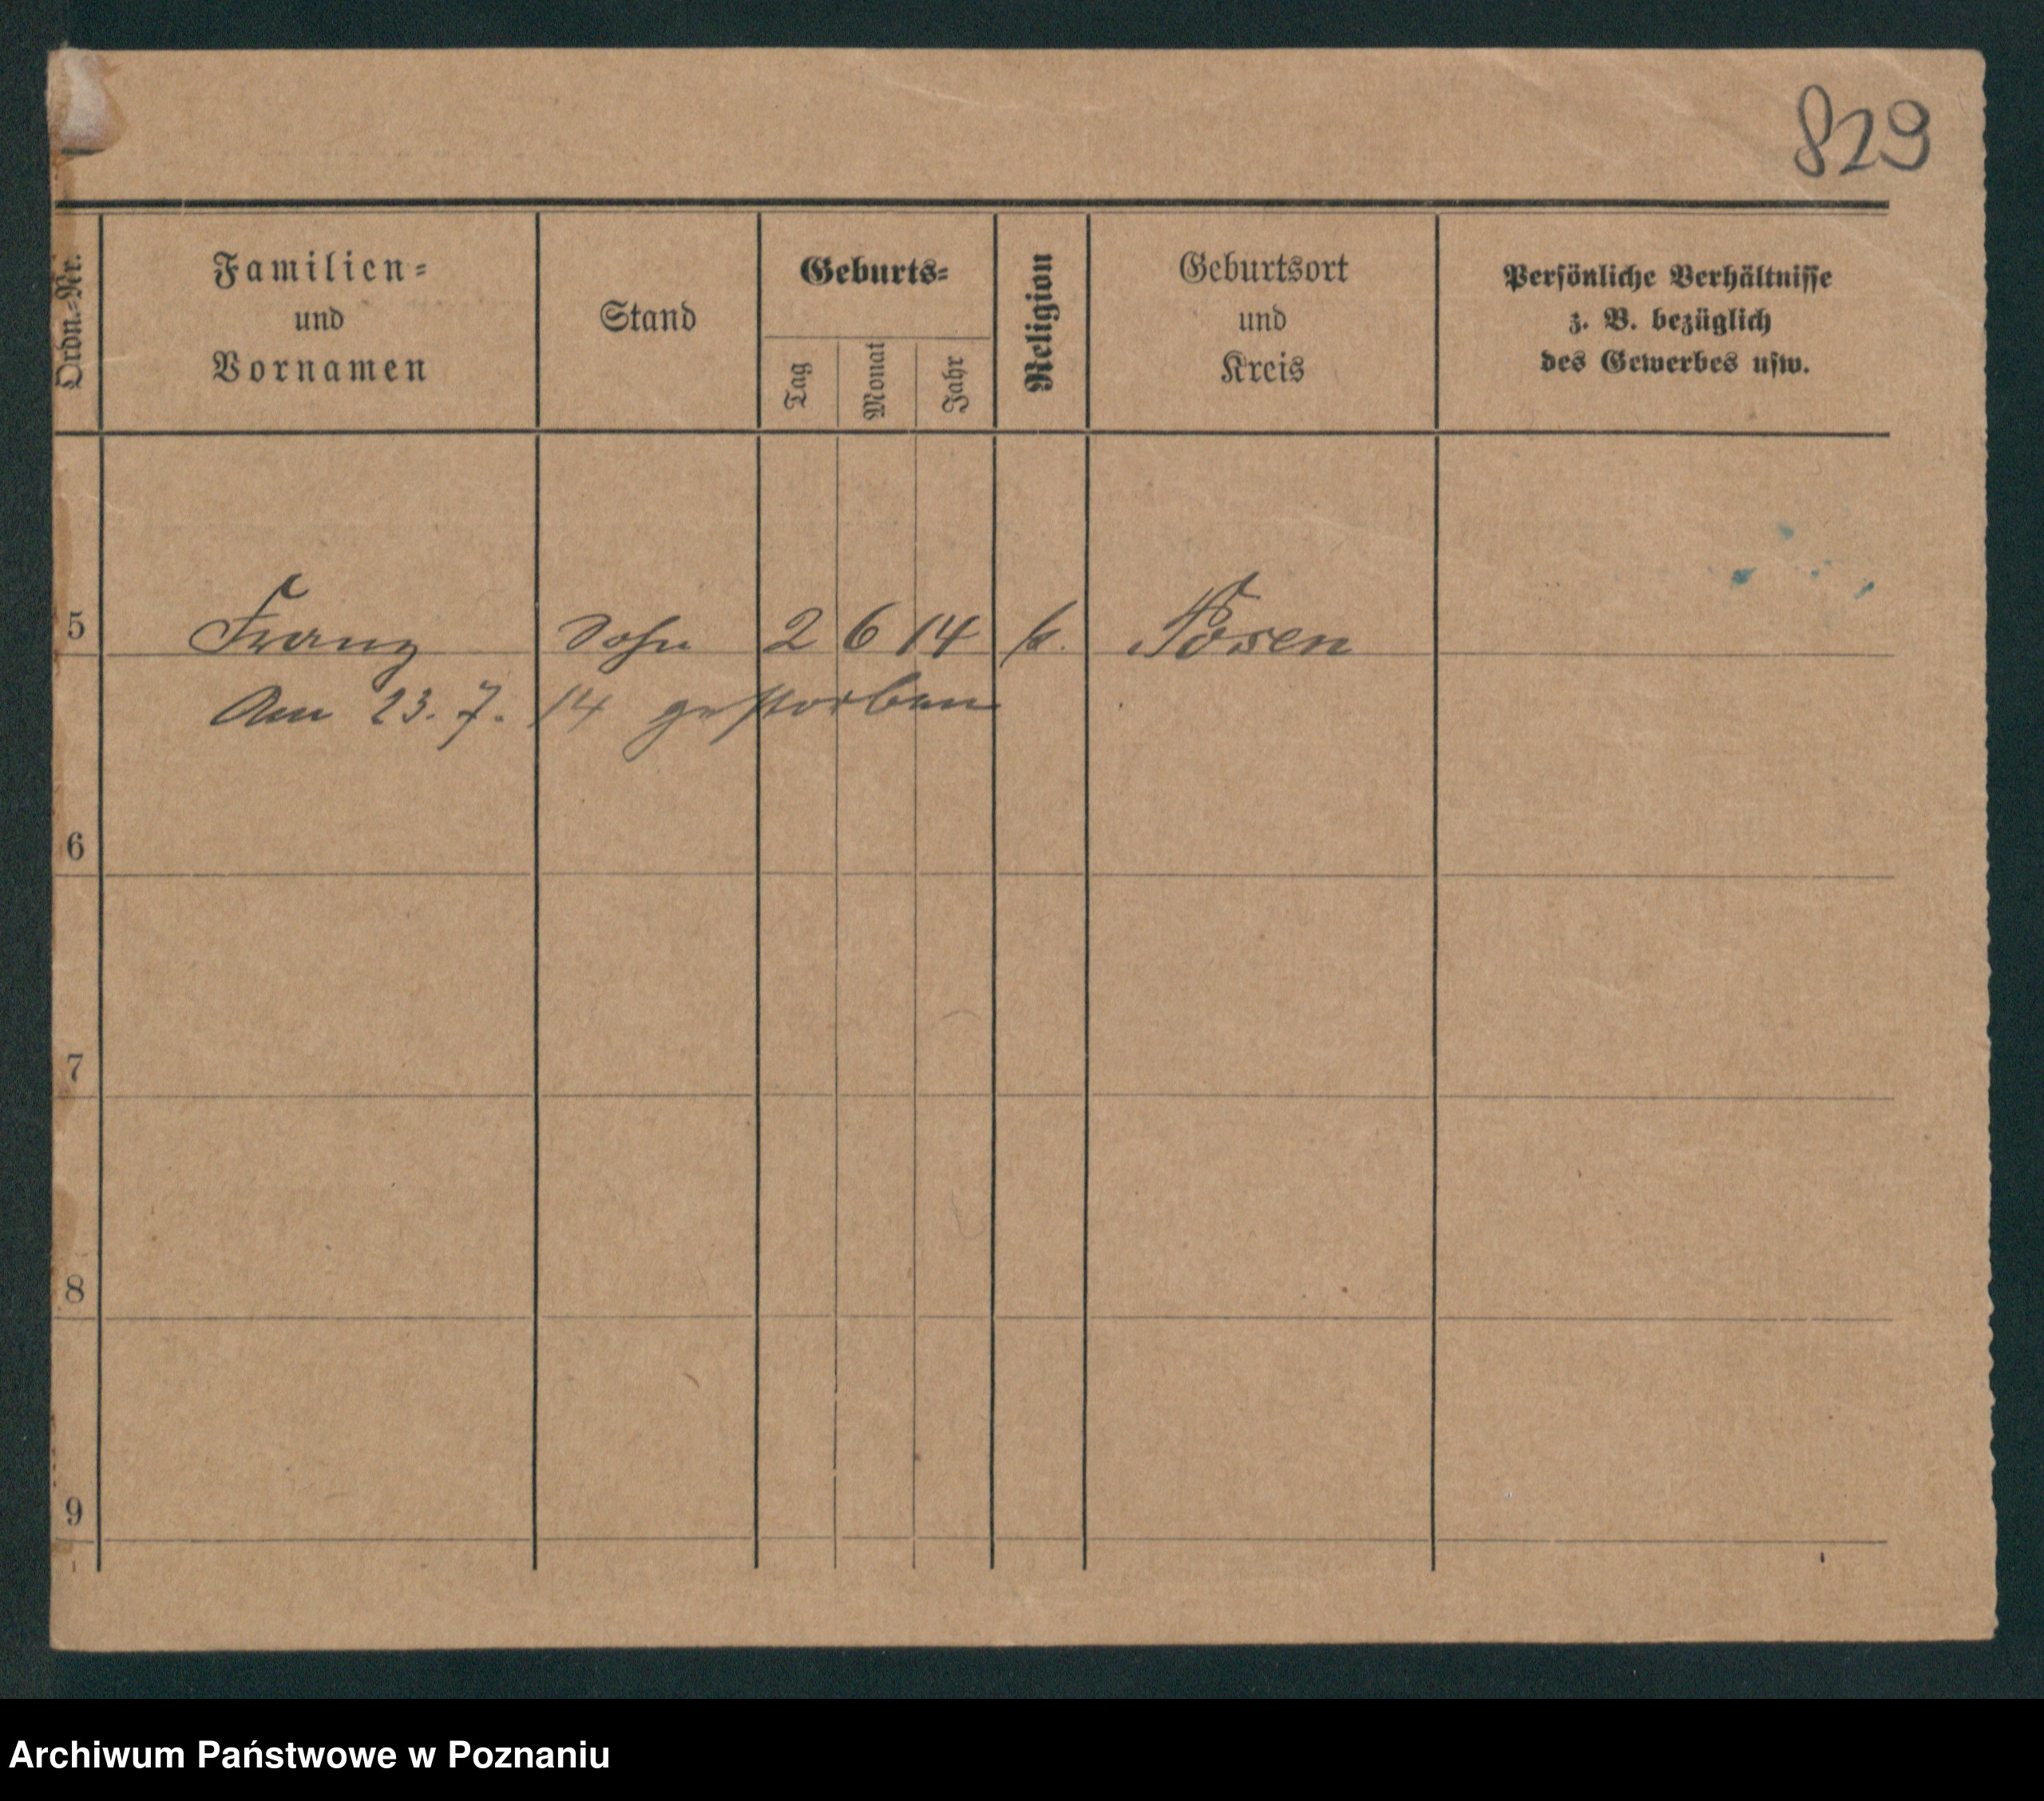 829
Ordn.-Nr.
Familien-
und
Vornamen
Stand
Geburts-
Tag
Monat
Jahr
Religion
Geburtsort
und
Kreis
Persönliche Verhältnisse
z. B. bezüglich
des Gewerbes usw.
5 Franz Sohn 2 6 14 k. Posen
Am 23. 7. 14 gestorben
6
7
8
9
Archiwum Państwowe w Poznaniu